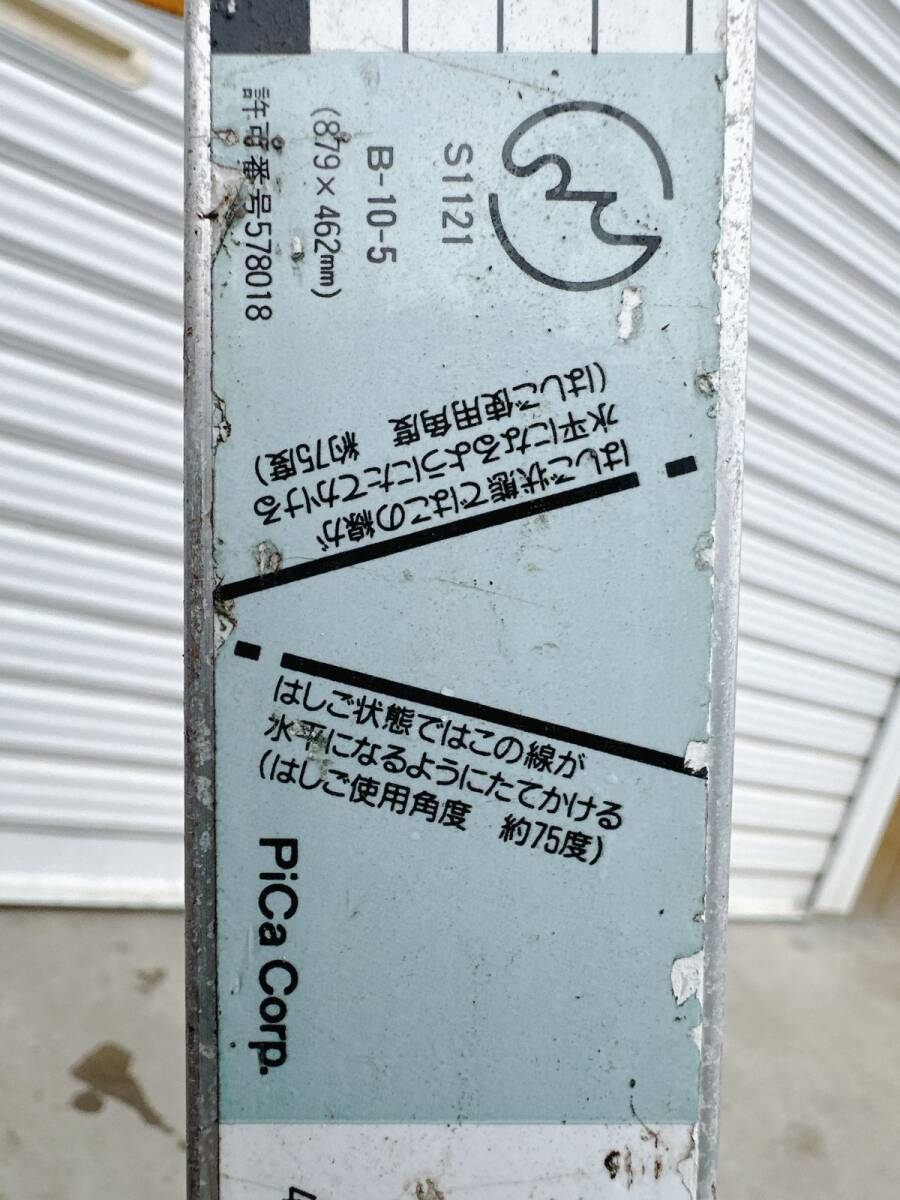 S1121
B-10-5
(879×462mm)
許可番号578018
はしご状態ではこの線が
水平になるようにたてかける
(はしご使用角度 約75度)
はしご状態ではこの線が
水平になるようにたてかける
(はしご使用角度 約75度)
PiCa Corp.
4